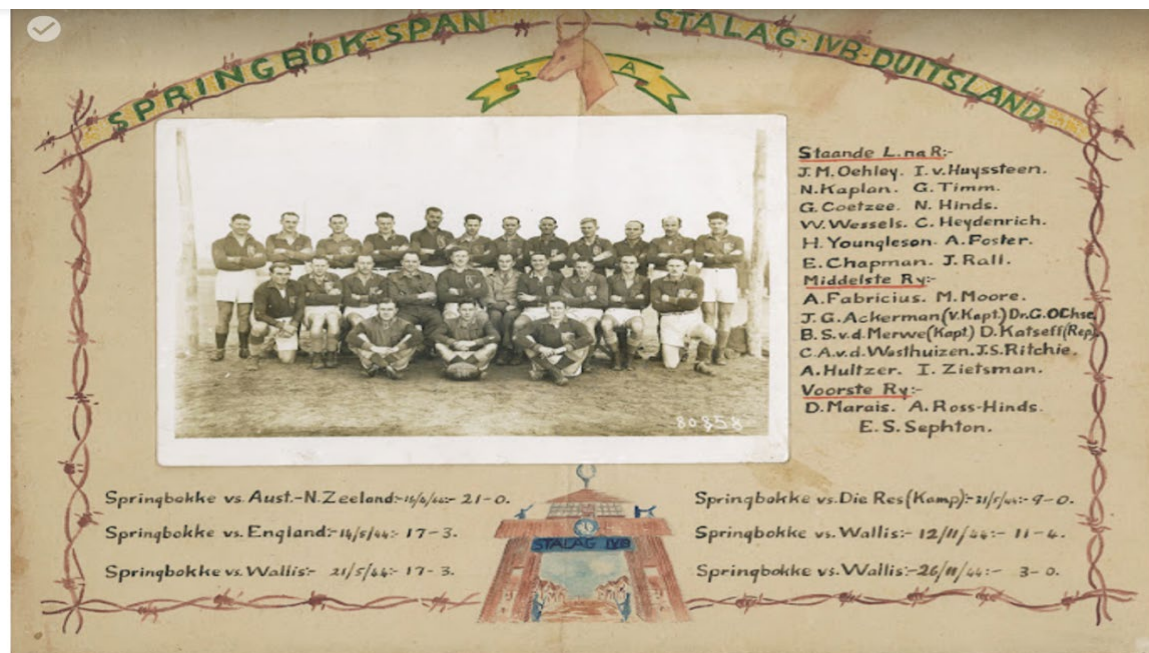 SPRINGBOK-SPAN STALAG-IVB-DUITSLAND
S A
Staande L. na R:-
J. M. Oehley. I. v. Huyssteen.
N. Kaplan. G. Timm.
G. Coetzee. N. Hinds.
W. Wessels. C. Heydenrich.
H. Youngleson. A. Foster.
E. Chapman. J. Rall.
Middelste Ry:-
A. Fabricius. M. Moore.
J. G. Ackerman (V. Kapt.) Dr. G. Ochse.
B. S. v. d. Merwe (Kapt) D. Katseff (Rep)
C. A. v. d. Westhuizen. J. S. Ritchie.
A. Hultzer. I. Zietsman.
Voorste Ry:-
D. Marais. A. Ross-Hinds.
E. S. Sephton.
80858
Springbokke vs. Aust.-N. Zeeland:- 21-0.
Springbokke vs. England:- 14/5/44:- 17-3.
Springbokke vs. Wallis:- 21/5/44:- 17-3.
STALAG IVB
Springbokke vs. Die Res (Kamp):- 31/5/44:- 9-0.
Springbokke vs. Wallis:- 12/11/44:- 11-4.
Springbokke vs. Wallis:- 26/11/44:- 3-0.